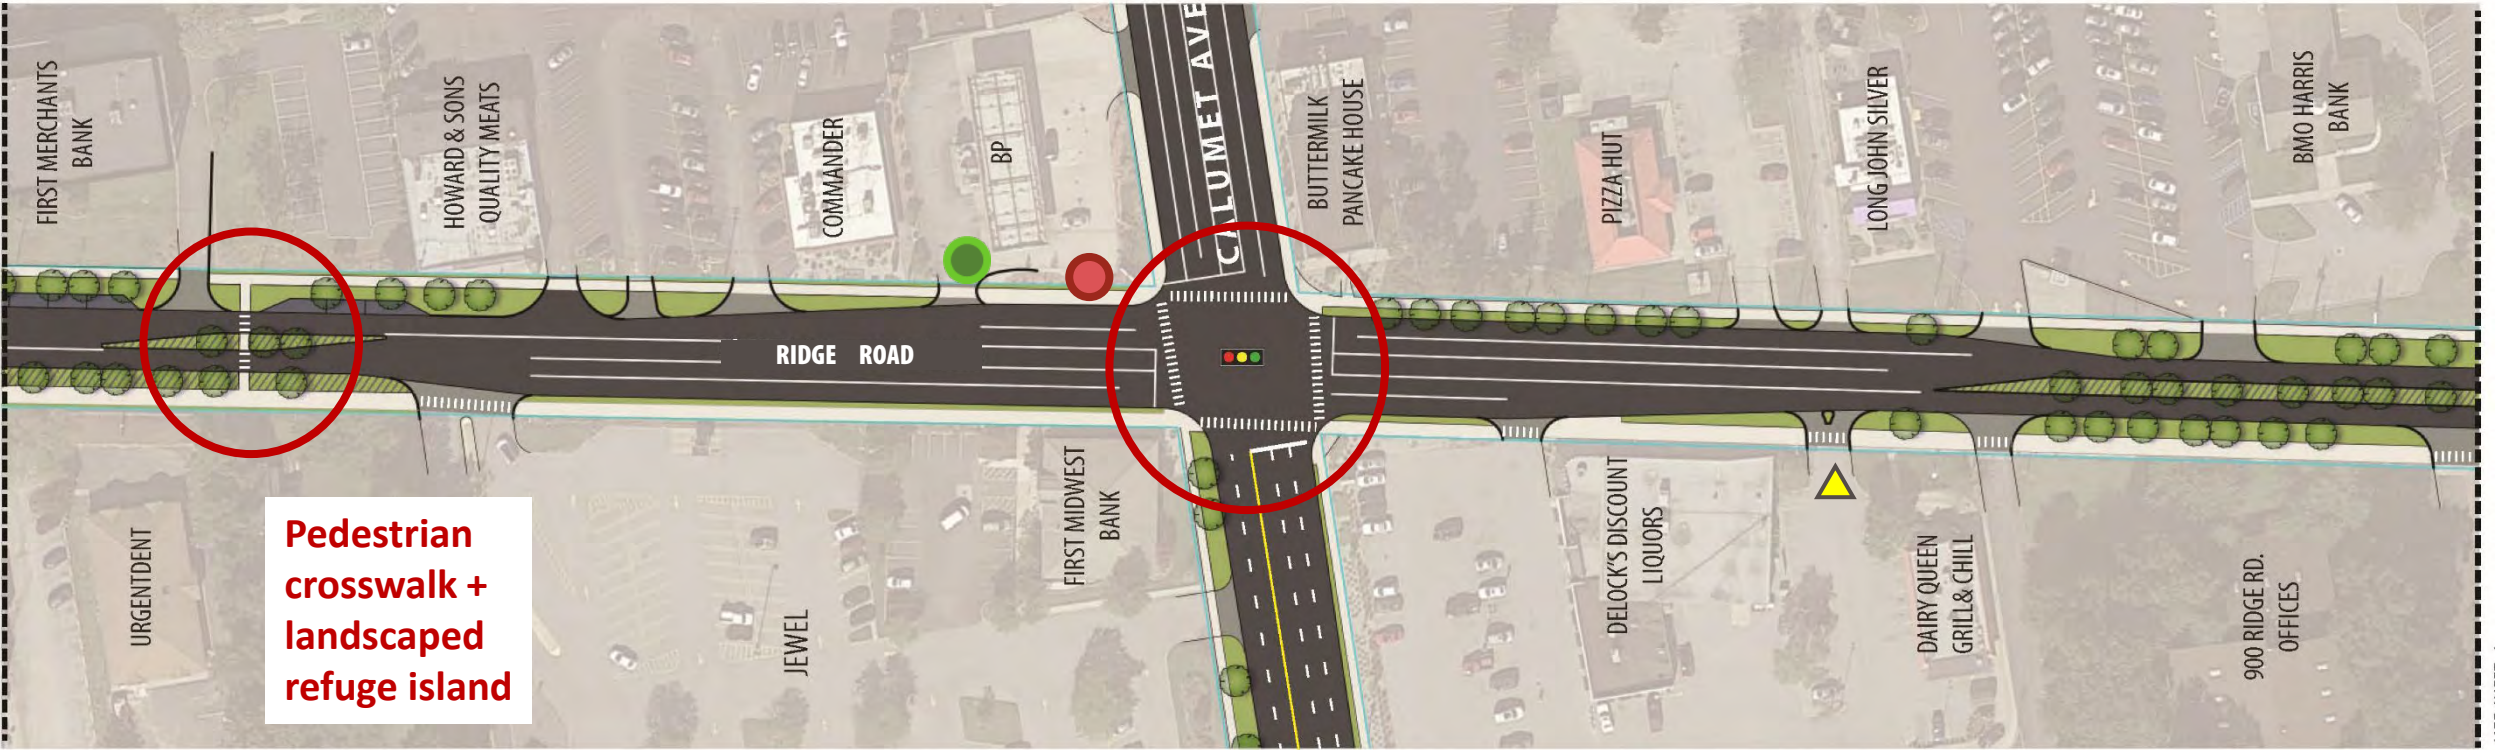 FIRST MERCHANTS
BANK
HOWARD & SONS
QUALITY MEATS
COMMANDER
BP
CALUMET AVE
BUTTERMILK
PANCAKE HOUSE
PIZZA HUT
LONG JOHN SILVER
BMO HARRIS
BANK
RIDGE ROAD
URGENTDENT
Pedestrian
crosswalk +
landscaped
refuge island
JEWEL
FIRST MIDWEST
BANK
DELOCK'S DISCOUNT
LIQUORS
DAIRY QUEEN
GRILL& CHILL
900 RIDGE RD.
OFFICES